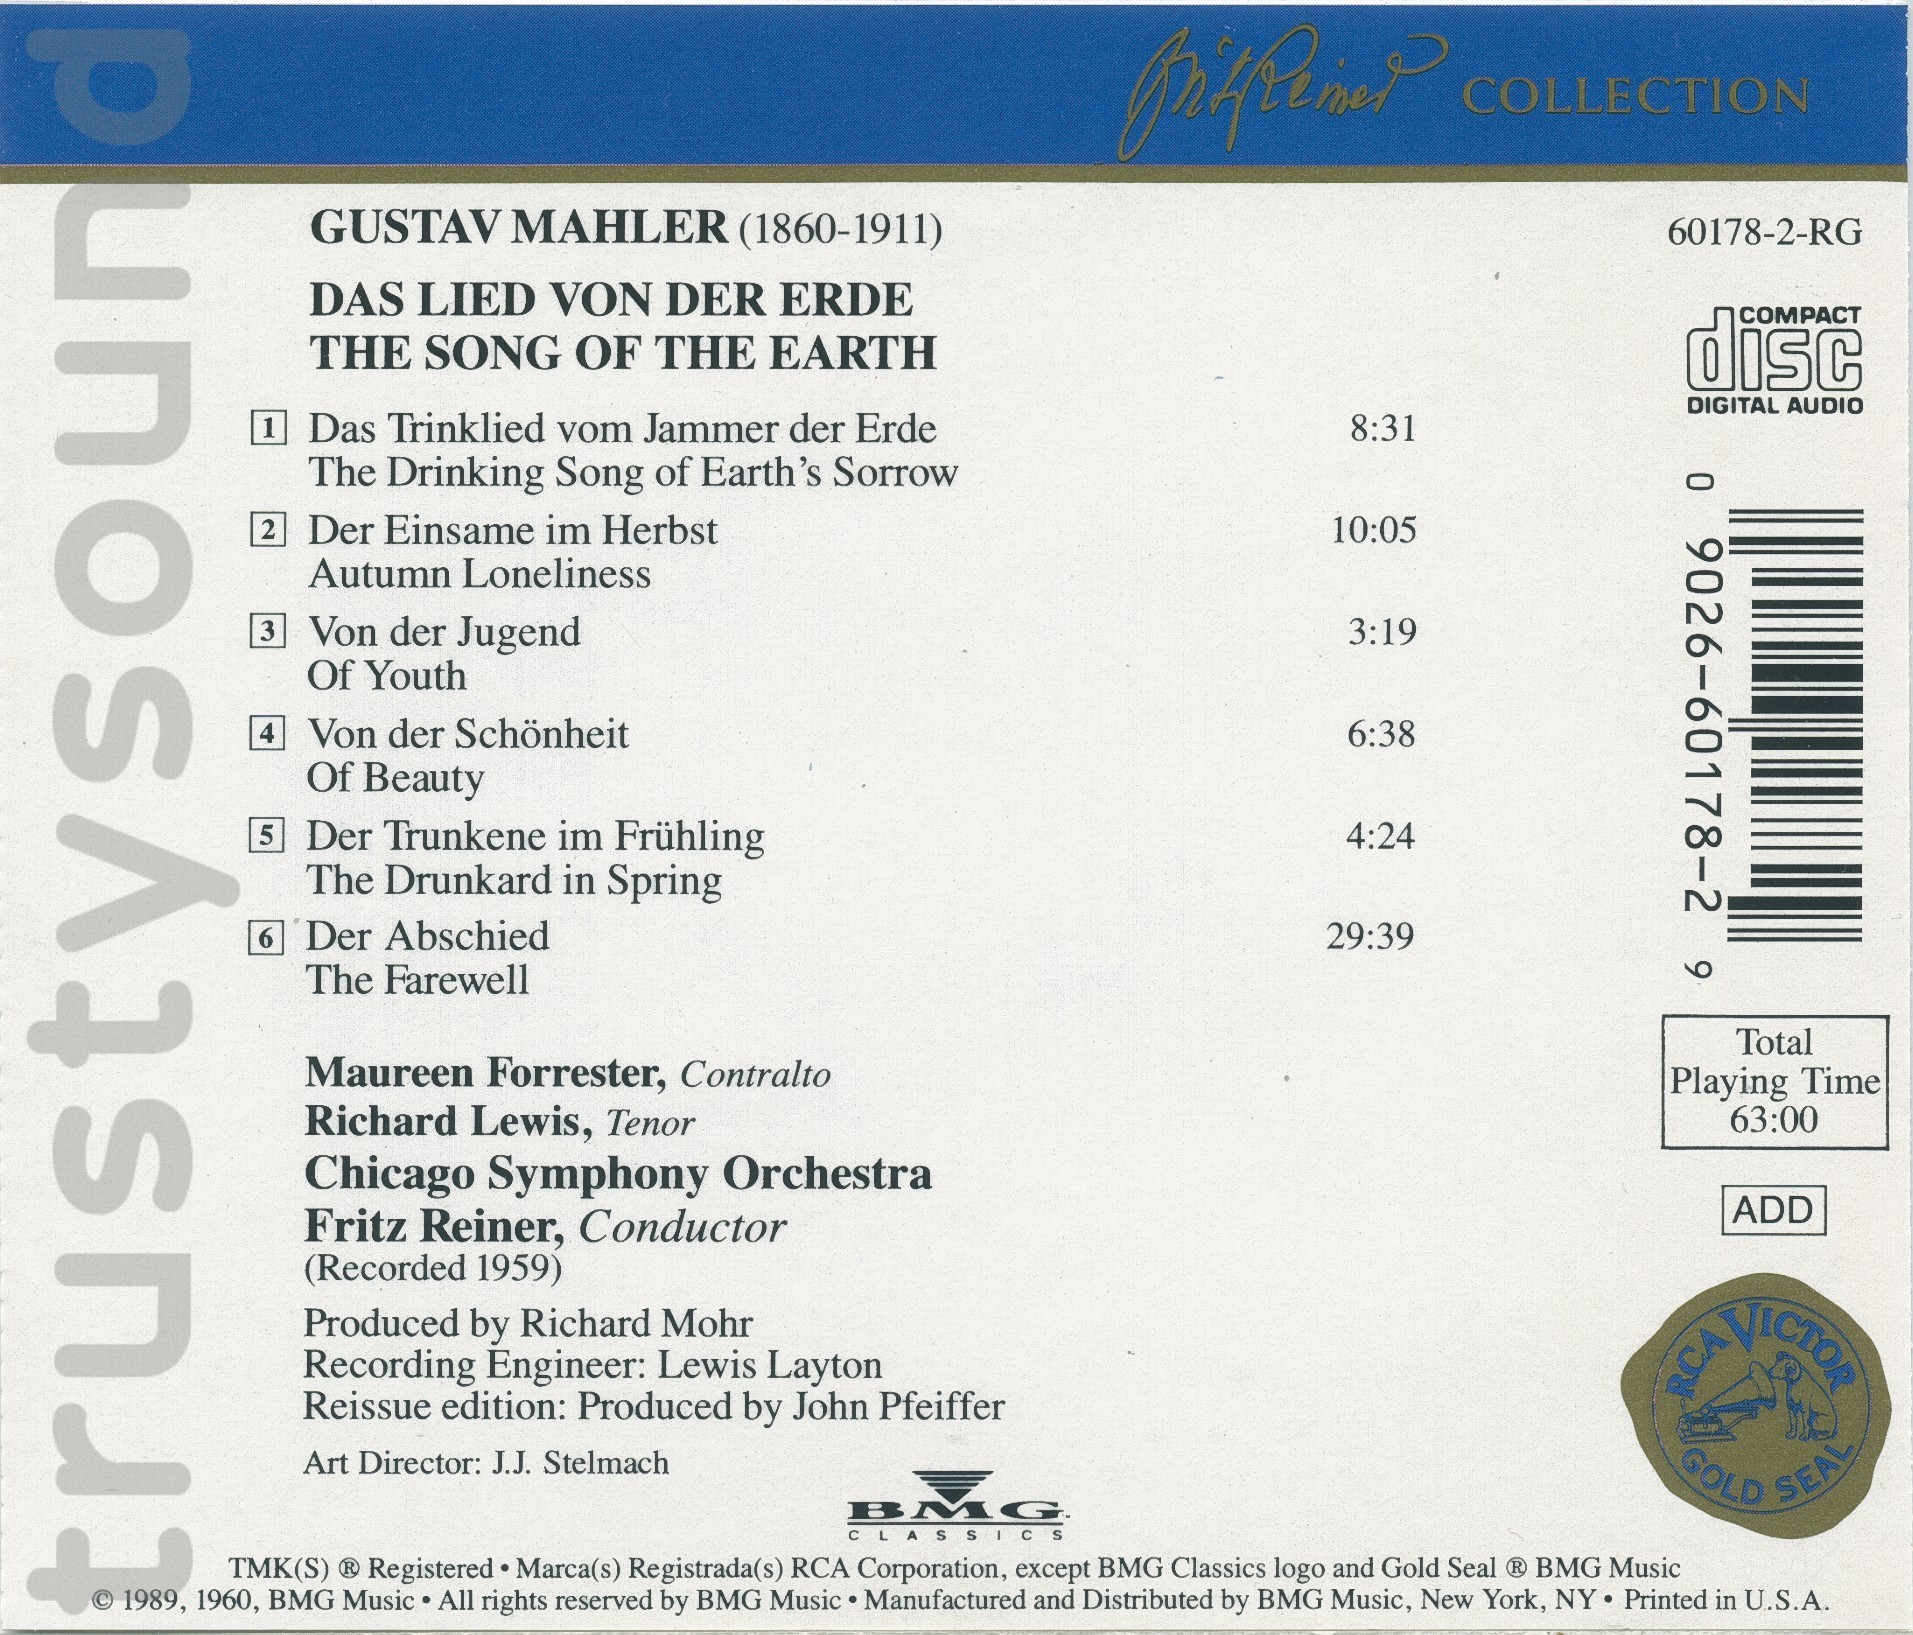 Fritz Reiner COLLECTION
trustysound
GUSTAV MAHLER (1860-1911)
60178-2-RG
DAS LIED VON DER ERDE
THE SONG OF THE EARTH
COMPACT
disc
DIGITAL AUDIO
1 Das Trinklied vom Jammer der Erde 8:31
The Drinking Song of Earth's Sorrow
2 Der Einsame im Herbst 10:05
Autumn Loneliness
3 Von der Jugend 3:19
Of Youth
4 Von der Schönheit 6:38
Of Beauty
5 Der Trunkene im Frühling 4:24
The Drunkard in Spring
6 Der Abschied 29:39
The Farewell
0 9026-60178-2 9
Total
Playing Time
63:00
ADD
Maureen Forrester, Contralto
Richard Lewis, Tenor
Chicago Symphony Orchestra
Fritz Reiner, Conductor
(Recorded 1959)
Produced by Richard Mohr
Recording Engineer: Lewis Layton
Reissue edition: Produced by John Pfeiffer
Art Director: J.J. Stelmach
RCA VICTOR
GOLD SEAL
BMG
CLASSICS
TMK(S) ® Registered • Marca(s) Registrada(s) RCA Corporation, except BMG Classics logo and Gold Seal ® BMG Music
© 1989, 1960, BMG Music • All rights reserved by BMG Music • Manufactured and Distributed by BMG Music, New York, NY • Printed in U.S.A.